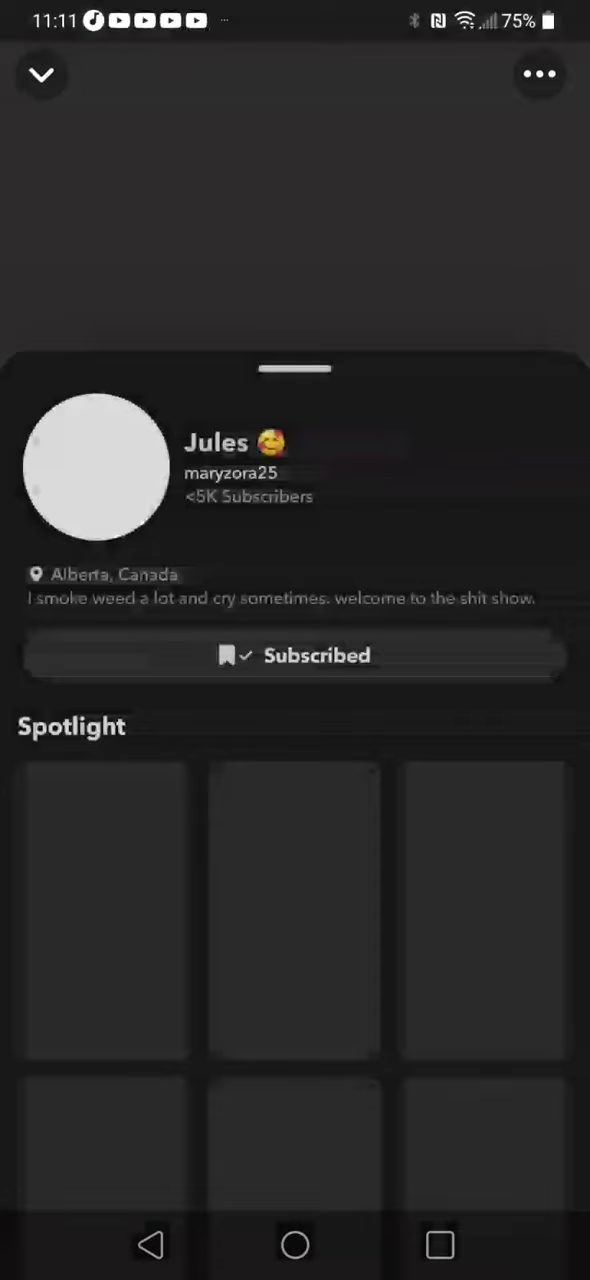 11:11
75%
Jules 🥰
maryzora25
<5K Subscribers
Alberta, Canada
I smoke weed a lot and cry sometimes. welcome to the shit show.
Subscribed
Spotlight